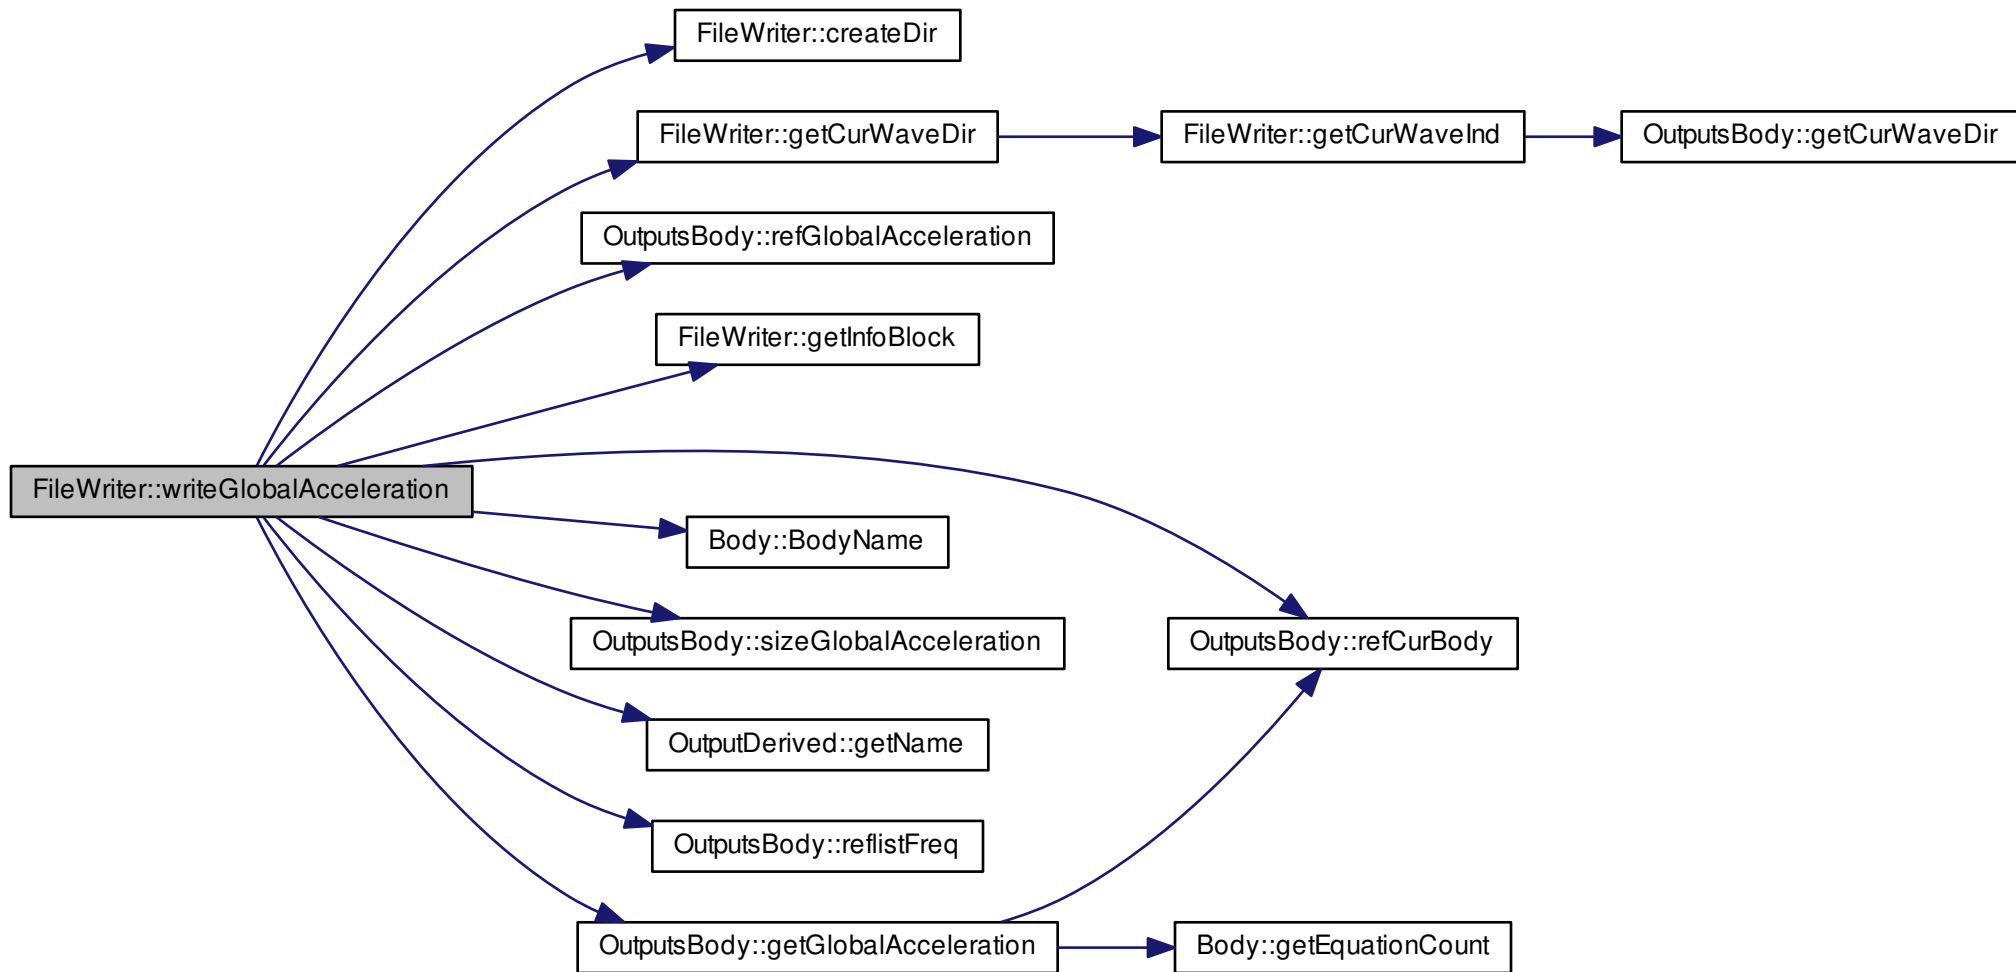 FileWriter::createDir
FileWriter::getCurWaveDir
FileWriter::getCurWaveInd
OutputsBody::getCurWaveDir
OutputsBody::refGlobalAcceleration
FileWriter::getInfoBlock
FileWriter::writeGlobalAcceleration
Body::BodyName
OutputsBody::sizeGlobalAcceleration
OutputsBody::refCurBody
OutputDerived::getName
OutputsBody::reflistFreq
OutputsBody::getGlobalAcceleration
Body::getEquationCount